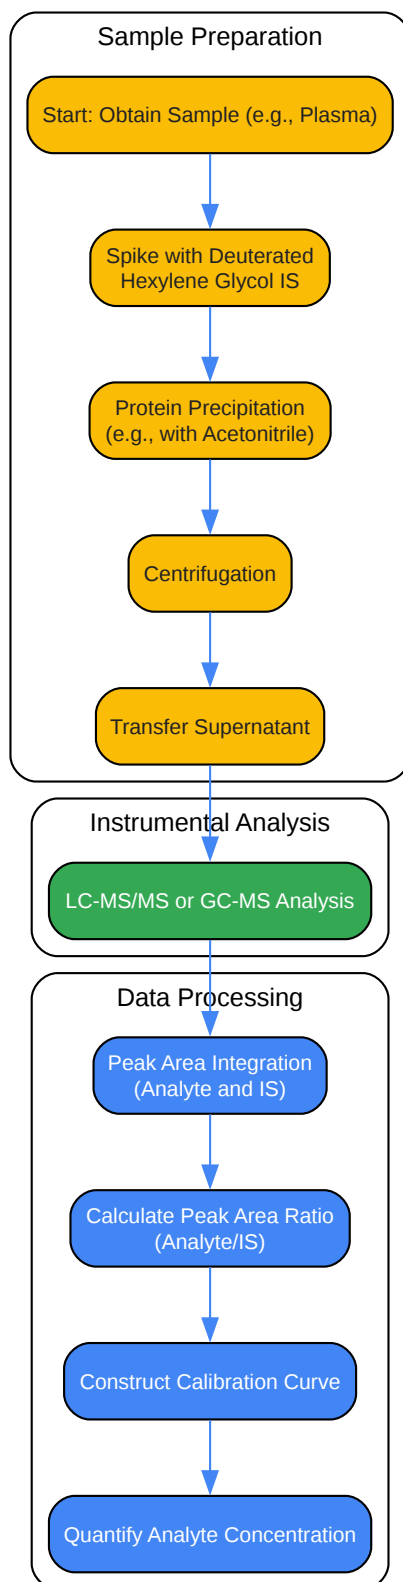 Sample Preparation
Start: Obtain Sample (e.g., Plasma)
Spike with Deuterated
Hexylene Glycol IS
Protein Precipitation
(e.g., with Acetonitrile)
Centrifugation
Transfer Supernatant
Instrumental Analysis
LC-MS/MS or GC-MS Analysis
Data Processing
Peak Area Integration
(Analyte and IS)
Calculate Peak Area Ratio
(Analyte/IS)
Construct Calibration Curve
Quantify Analyte Concentration